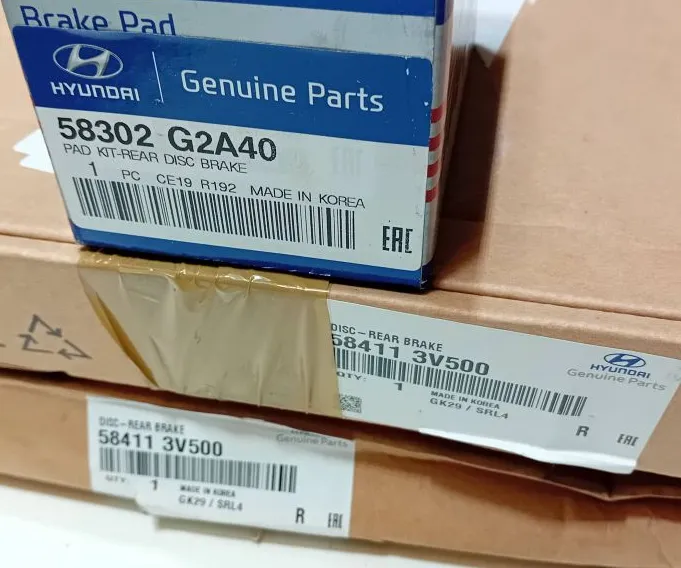 Brake Pad
HYUNDAI
Genuine Parts
58302 G2A40
PAD KIT-REAR DISC BRAKE
1 PC CE19 R192 MADE IN KOREA
EAC
DISC-REAR BRAKE
58411 3V500
HYUNDAI
Genuine Parts
QTY: 1
MADE IN KOREA
GK29 / SRL4
R EAC
DISC-REAR BRAKE
58411 3V500
Genuine Parts
QTY: 1
MADE IN KOREA
GK29 / SRL4
R EAC